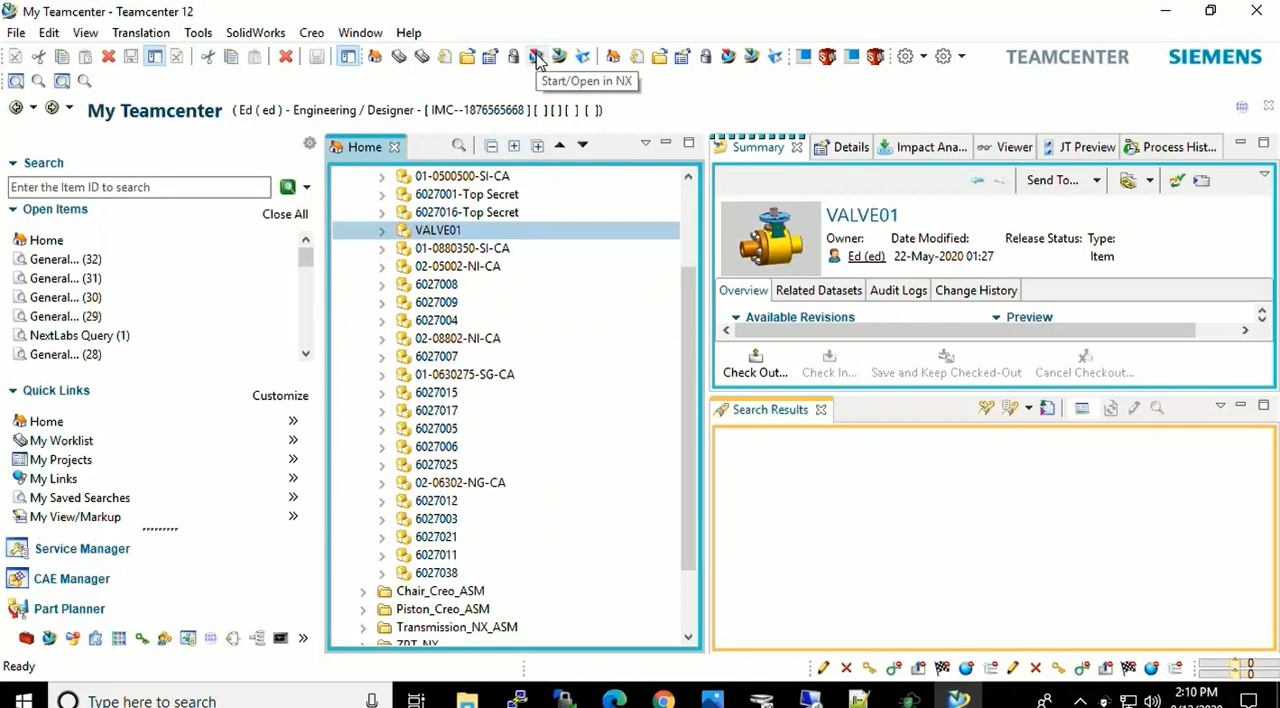 My Teamcenter - Teamcenter 12
File Edit View Translation Tools SolidWorks Creo Window Help
TEAMCENTER SIEMENS
Start/Open in NX
My Teamcenter ( Ed ( ed ) - Engineering / Designer - [ IMC--1876565668 ] [ ] [ ] [ ] [ ] )
Search
Enter the Item ID to search
Open Items
Close All
Home
General... (32)
General... (31)
General... (30)
General... (29)
NextLabs Query (1)
General... (28)
Quick Links
Customize
Home
My Worklist
My Projects
My Links
My Saved Searches
My View/Markup
Service Manager
CAE Manager
Part Planner
Home
01-0500500-SI-CA
6027001-Top Secret
6027016-Top Secret
VALVE01
01-0880350-SI-CA
02-05002-NI-CA
6027008
6027009
6027004
02-08802-NI-CA
6027007
01-0630275-SG-CA
6027015
6027017
6027005
6027006
6027025
02-06302-NG-CA
6027012
6027003
6027021
6027011
6027038
Chair_Creo_ASM
Piston_Creo_ASM
Transmission_NX_ASM
Summary Details Impact Ana... Viewer JT Preview Process Hist...
Send To...
VALVE01
Owner: Date Modified: Release Status: Type:
Ed (ed) 22-May-2020 01:27 Item
Overview Related Datasets Audit Logs Change History
Available Revisions Preview
Check Out... Check In... Save and Keep Checked-Out Cancel Checkout...
Search Results
Ready
0
0
Type here to search
2:10 PM